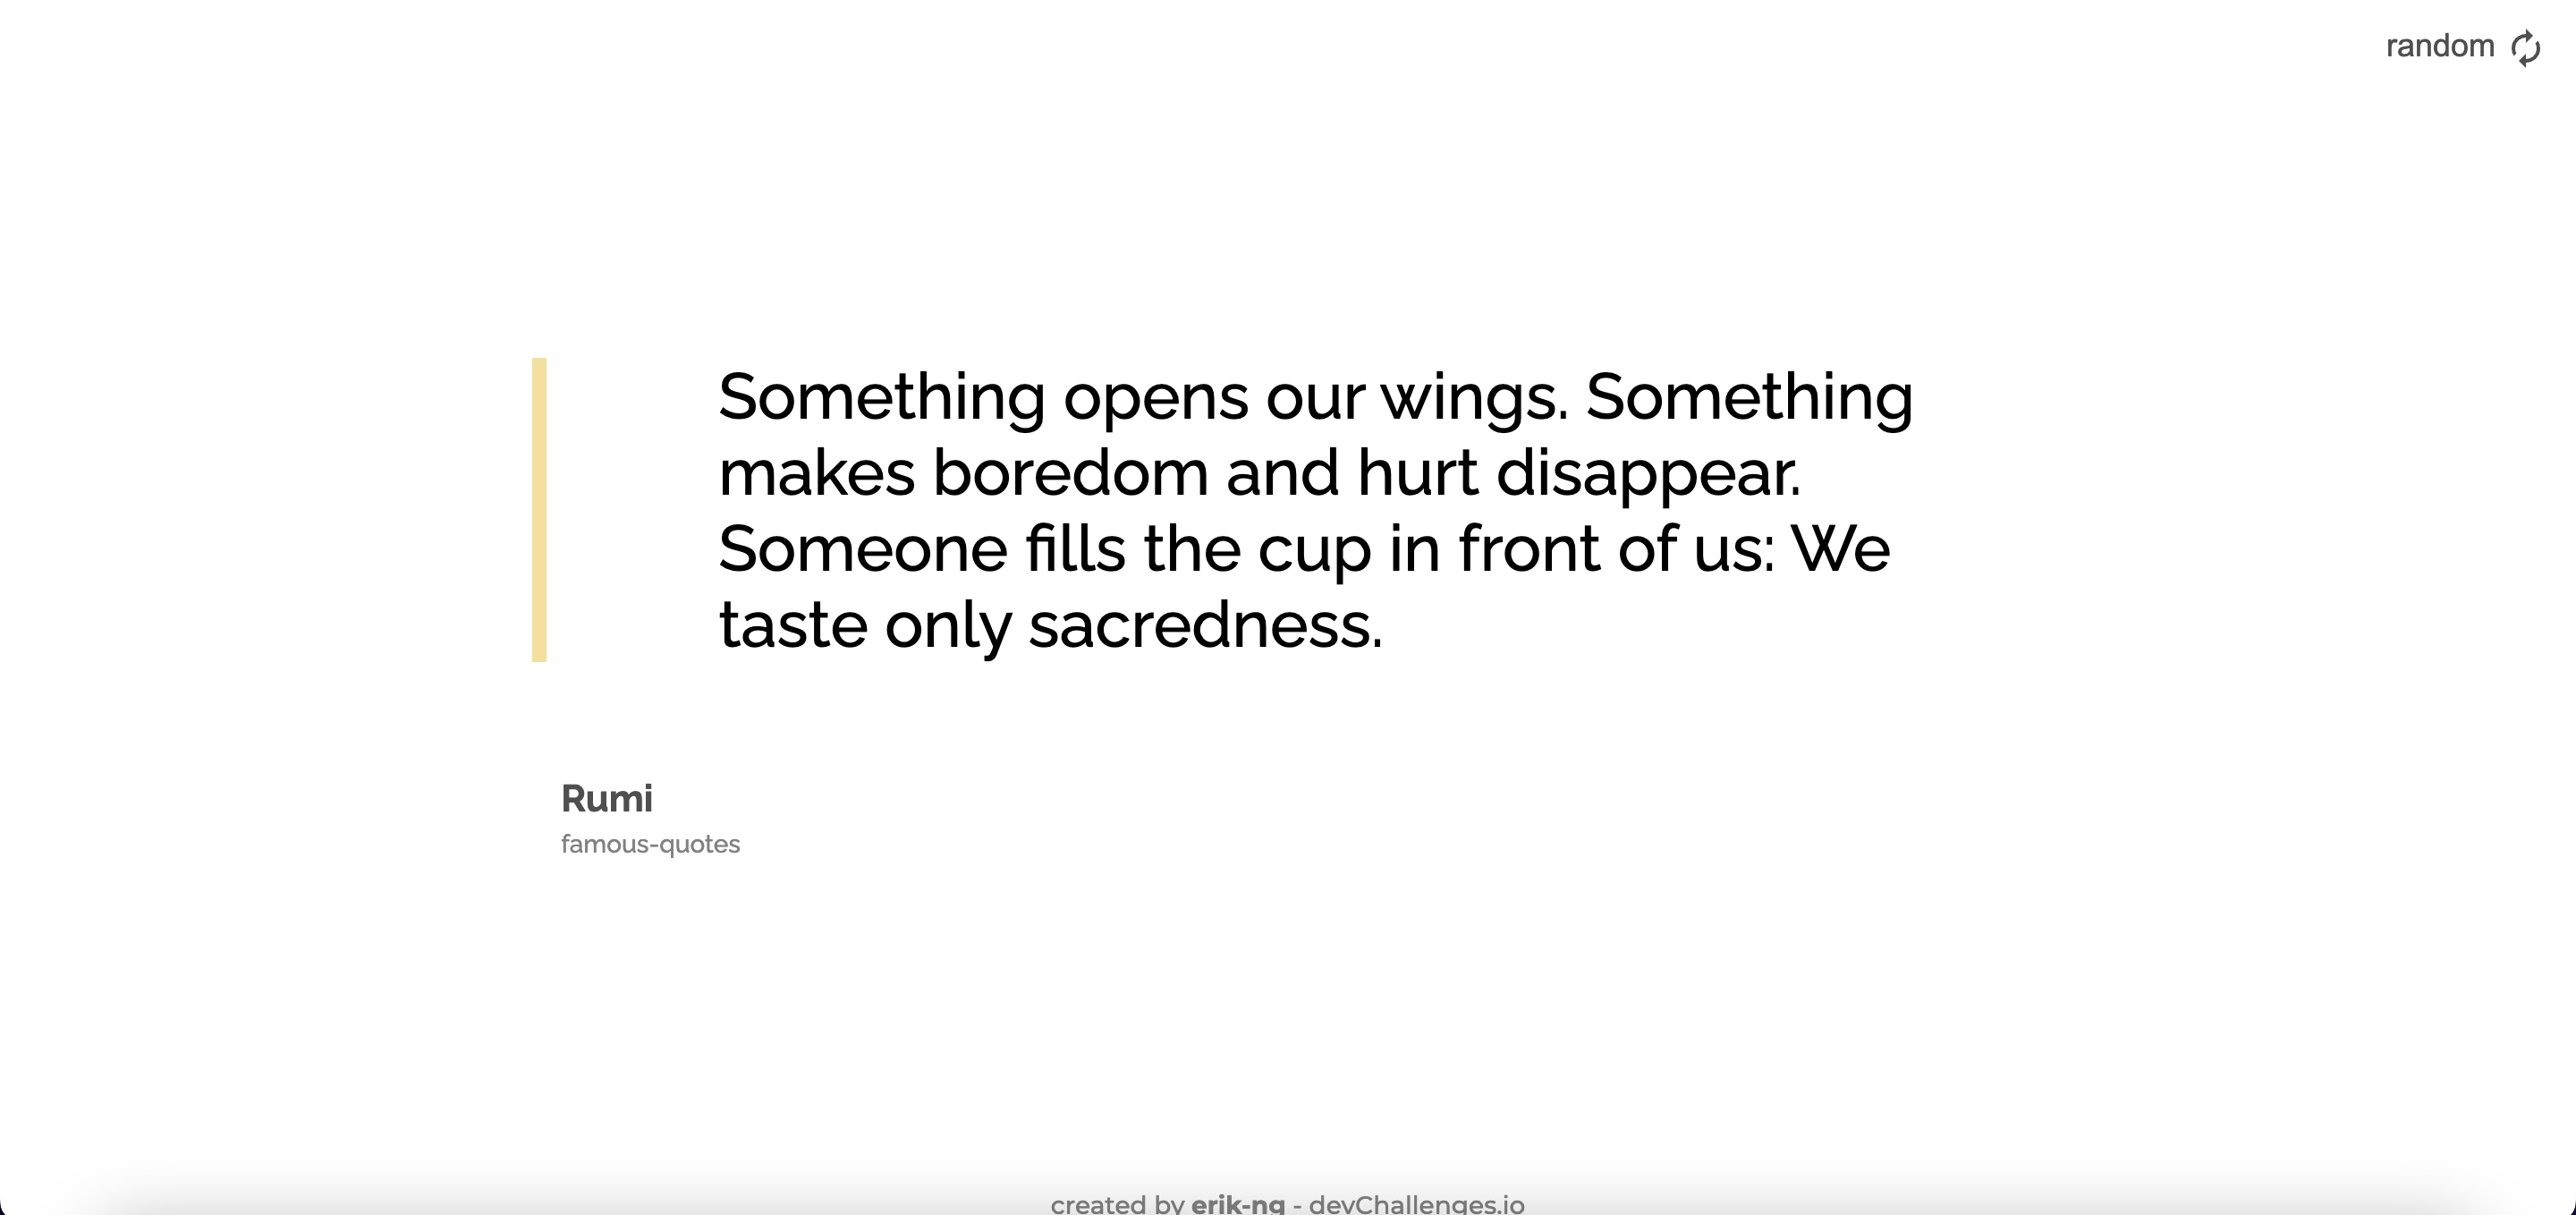 random
Something opens our wings. Something
makes boredom and hurt disappear.
Someone fills the cup in front of us: We
taste only sacredness.
Rumi
famous-quotes
created by erik-ng - devChallenges.io